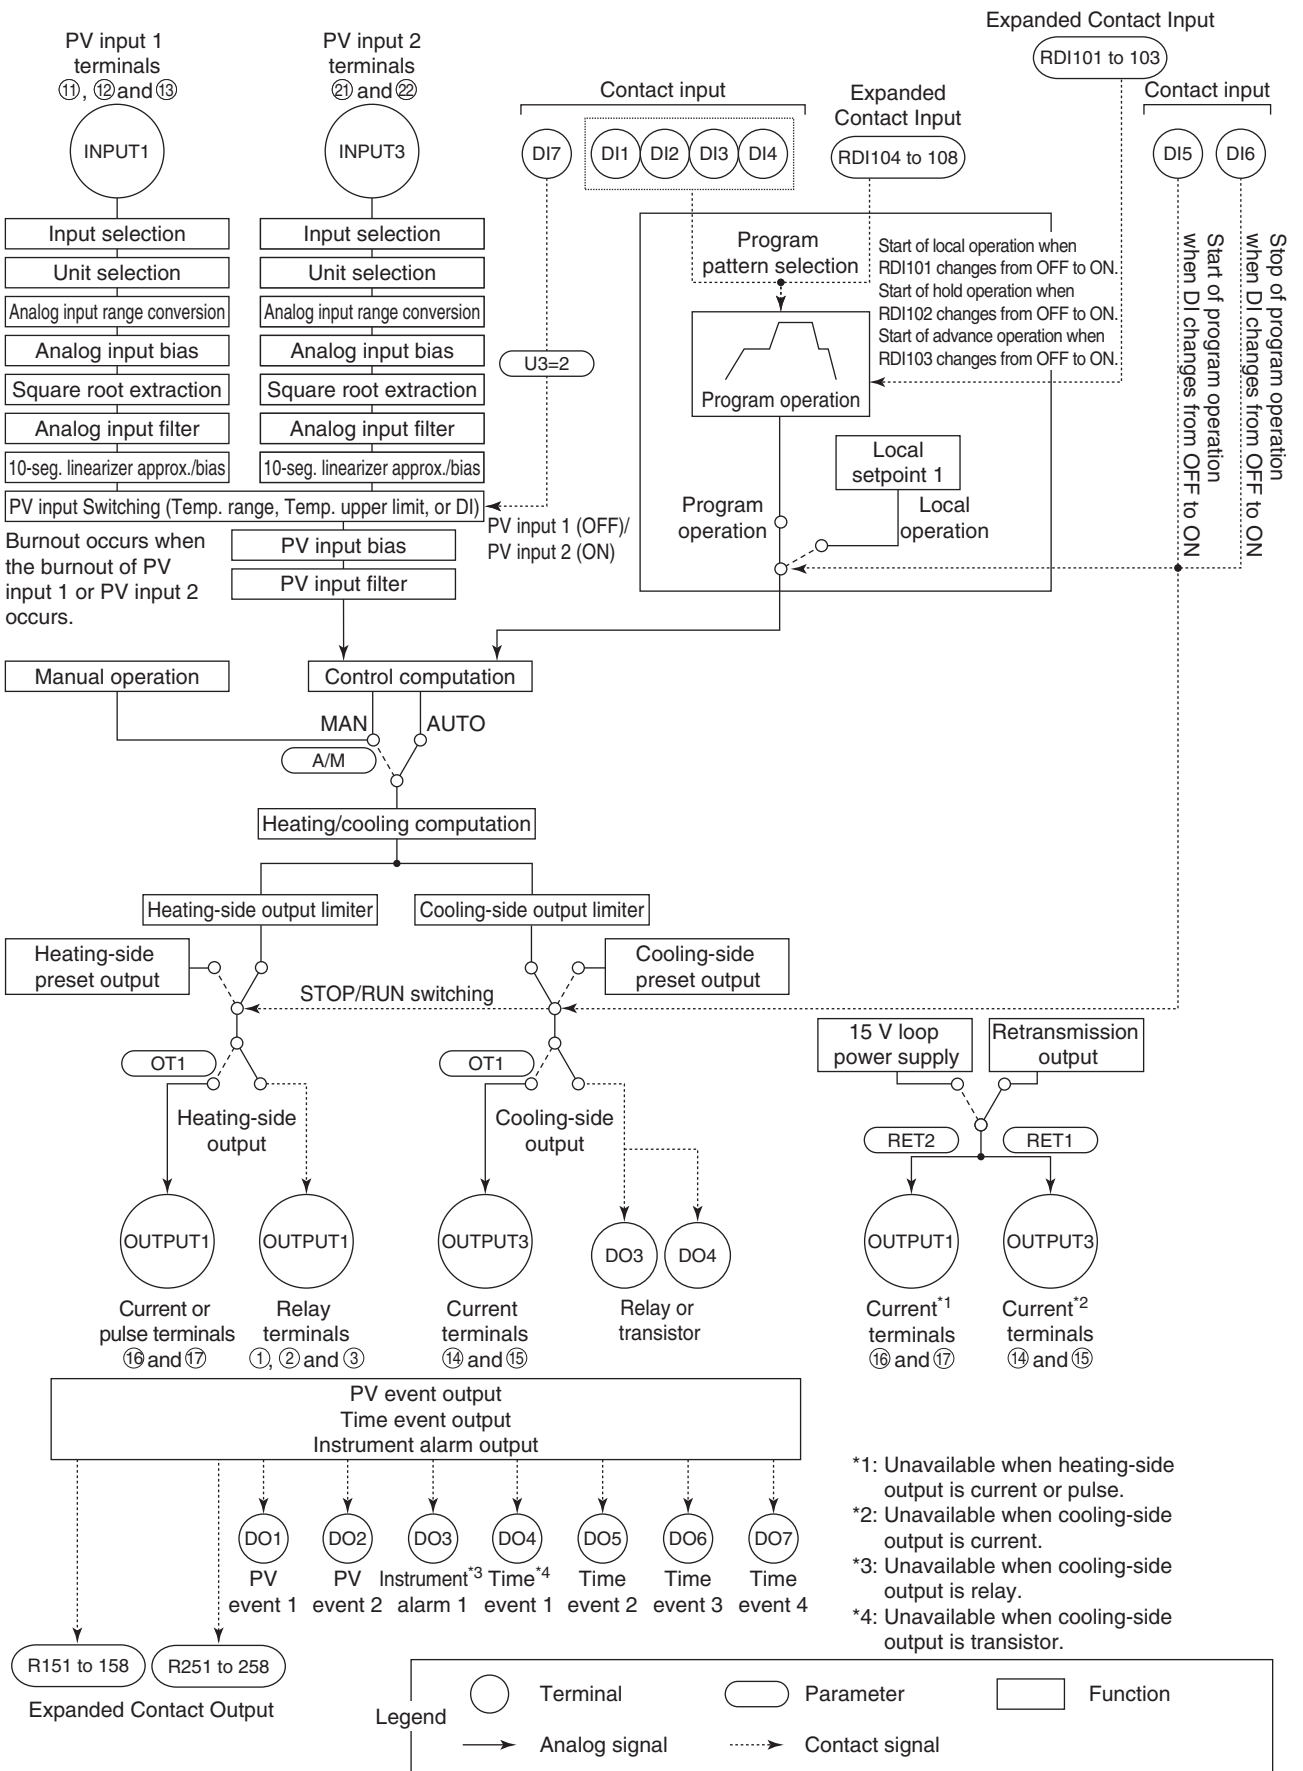 PV input 1
terminals
⑪, ⑫ and ⑬
INPUT1
PV input 2
terminals
㉑ and ㉒
INPUT3
Contact input
DI7
DI1
DI2
DI3
DI4
Expanded
Contact Input
RDI104 to 108
Expanded Contact Input
RDI101 to 103
Contact input
DI5
DI6
Input selection
Unit selection
Analog input range conversion
Analog input bias
Square root extraction
Analog input filter
10-seg. linearizer approx./bias
Input selection
Unit selection
Analog input range conversion
Analog input bias
Square root extraction
Analog input filter
10-seg. linearizer approx./bias
PV input Switching (Temp. range, Temp. upper limit, or DI)
U3=2
PV input 1 (OFF)/
PV input 2 (ON)
Burnout occurs when
the burnout of PV
input 1 or PV input 2
occurs.
PV input bias
PV input filter
Program
pattern selection
Start of local operation when
RDI101 changes from OFF to ON.
Start of hold operation when
RDI102 changes from OFF to ON.
Start of advance operation when
RDI103 changes from OFF to ON.
Program operation
Local
setpoint 1
Program
operation
Local
operation
Start of program operation
when DI changes from OFF to ON
Stop of program operation
when DI changes from OFF to ON
Manual operation
Control computation
MAN
AUTO
A/M
Heating/cooling computation
Heating-side output limiter
Cooling-side output limiter
Heating-side
preset output
Cooling-side
preset output
STOP/RUN switching
OT1
Heating-side
output
OT1
Cooling-side
output
15 V loop
power supply
Retransmission
output
RET2
RET1
OUTPUT1
Current or
pulse terminals
⑯ and ⑰
OUTPUT1
Relay
terminals
①, ② and ③
OUTPUT3
Current
terminals
⑭ and ⑮
DO3
DO4
Relay or
transistor
OUTPUT1
Current*1
terminals
⑯ and ⑰
OUTPUT3
Current*2
terminals
⑭ and ⑮
PV event output
Time event output
Instrument alarm output
DO1
PV
event 1
DO2
PV
event 2
DO3
Instrument*3
alarm 1
DO4
Time*4
event 1
DO5
Time
event 2
DO6
Time
event 3
DO7
Time
event 4
R151 to 158
R251 to 258
Expanded Contact Output
*1: Unavailable when heating-side
output is current or pulse.
*2: Unavailable when cooling-side
output is current.
*3: Unavailable when cooling-side
output is relay.
*4: Unavailable when cooling-side
output is transistor.
Legend
Terminal
Parameter
Function
Analog signal
Contact signal